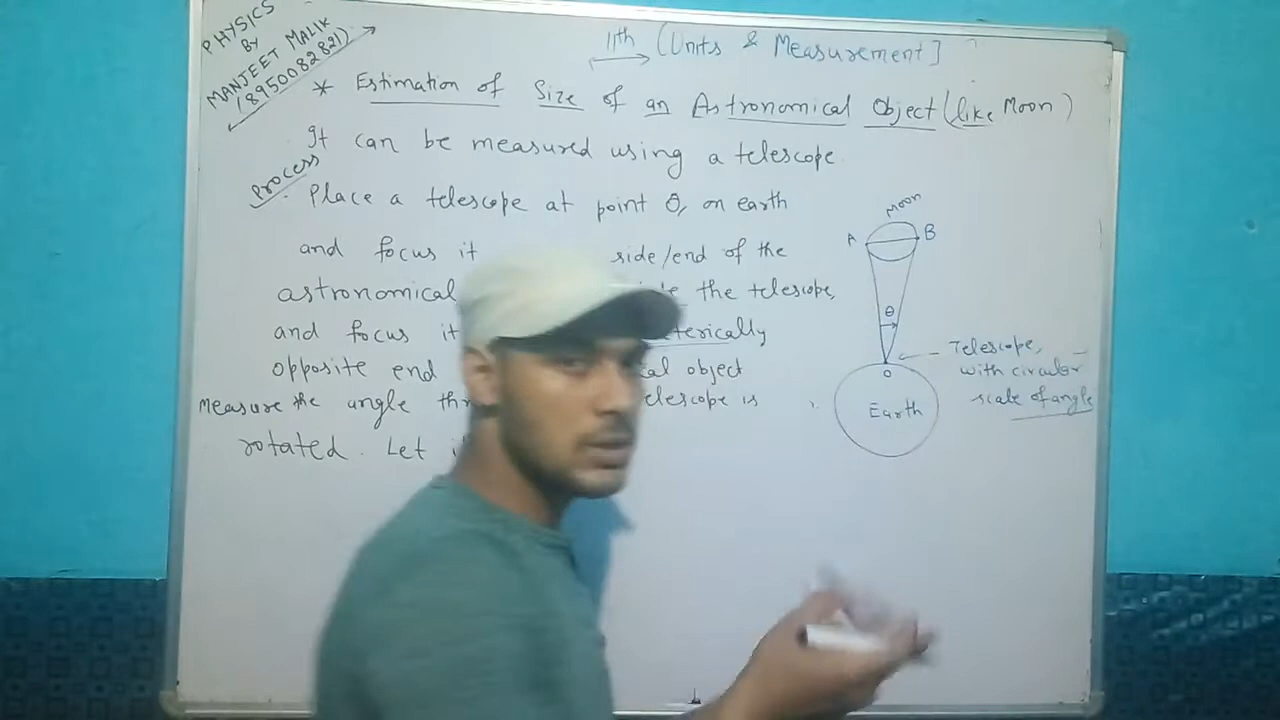 PHYSICS
BY
MANJEET MALIK
(8950082821)
11th (Units & Measurement]
* Estimation of Size of an Astronomical Object (like Moon)
It can be measured using a telescope.
Process
Place a telescope at point O, on earth
and focus it side/end of the
astronomical the telescope,
and focus it
opposite end object
Measure the angle telescope is
rotated. Let
Moon
A B
θ
Telescope,
with circular
scale of angle
O
Earth